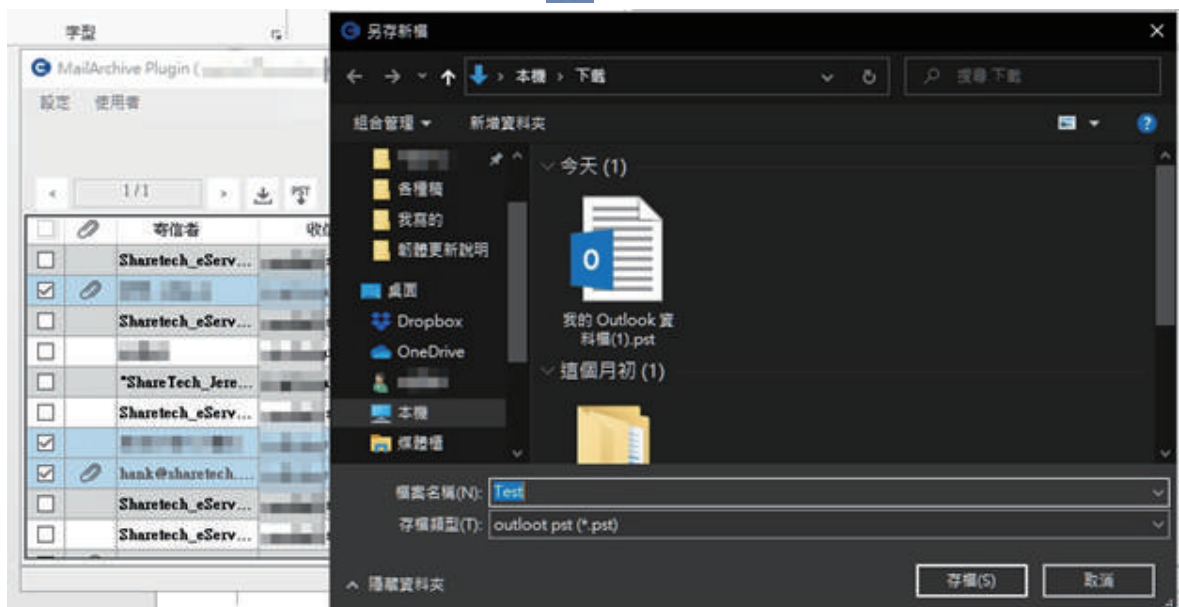 字型
MailArchive Plugin (
設定 使用者
1/1
PST
寄信者
Sharetech_eServ...
Sharetech_eServ...
"ShareTech_Jere...
Sharetech_eServ...
hank@sharetech....
Sharetech_eServ...
Sharetech_eServ...
另存新檔
本機 › 下載
搜尋 下載
組合管理 新增資料夾
各種稿
我寫的
韌體更新說明
桌面
Dropbox
OneDrive
本機
媒體櫃
今天 (1)
我的 Outlook 資
料檔(1).pst
這個月初 (1)
檔案名稱(N): Test
存檔類型(T): outloot pst (*.pst)
隱藏資料夾
存檔(S)
取消